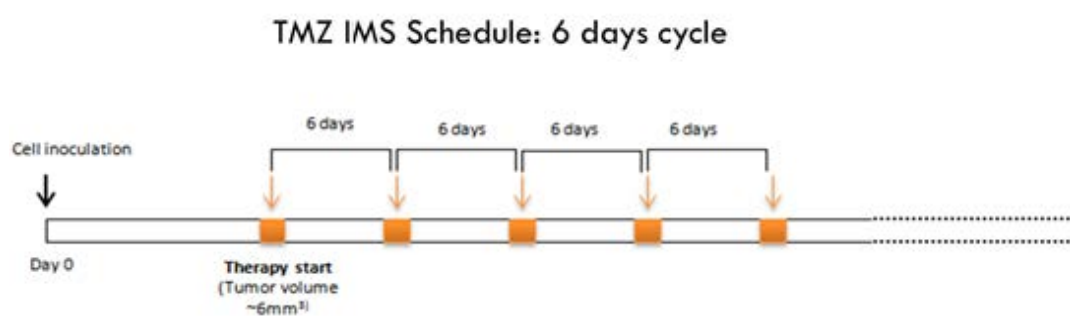 TMZ IMS Schedule: 6 days cycle
6 days
6 days
6 days
6 days
Cell inoculation
Day 0
Therapy start
(Tumor volume
~6mm³⁾